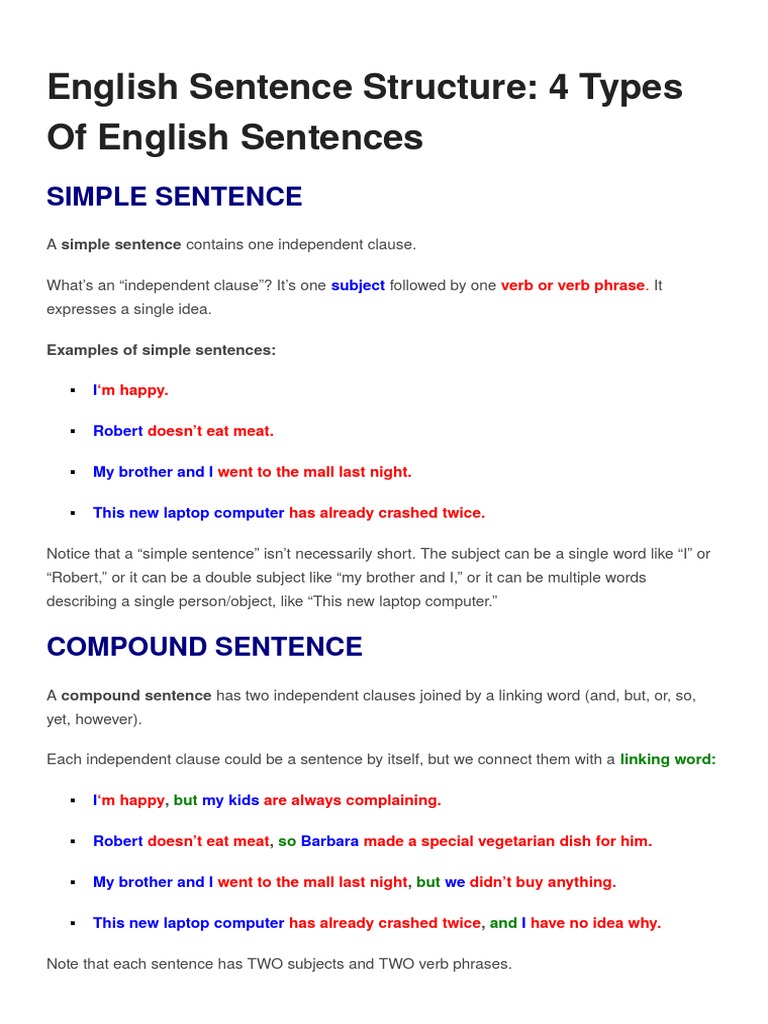 English Sentence Structure: 4 Types
Of English Sentences
SIMPLE SENTENCE
A simple sentence contains one independent clause.
What’s an “independent clause”? It’s one subject followed by one verb or verb phrase. It
expresses a single idea.
Examples of simple sentences:
▪ I‘m happy.
▪ Robert doesn’t eat meat.
▪ My brother and I went to the mall last night.
▪ This new laptop computer has already crashed twice.
Notice that a “simple sentence” isn’t necessarily short. The subject can be a single word like “I” or
“Robert,” or it can be a double subject like “my brother and I,” or it can be multiple words
describing a single person/object, like “This new laptop computer.”
COMPOUND SENTENCE
A compound sentence has two independent clauses joined by a linking word (and, but, or, so,
yet, however).
Each independent clause could be a sentence by itself, but we connect them with a linking word:
▪ I‘m happy, but my kids are always complaining.
▪ Robert doesn’t eat meat, so Barbara made a special vegetarian dish for him.
▪ My brother and I went to the mall last night, but we didn’t buy anything.
▪ This new laptop computer has already crashed twice, and I have no idea why.
Note that each sentence has TWO subjects and TWO verb phrases.